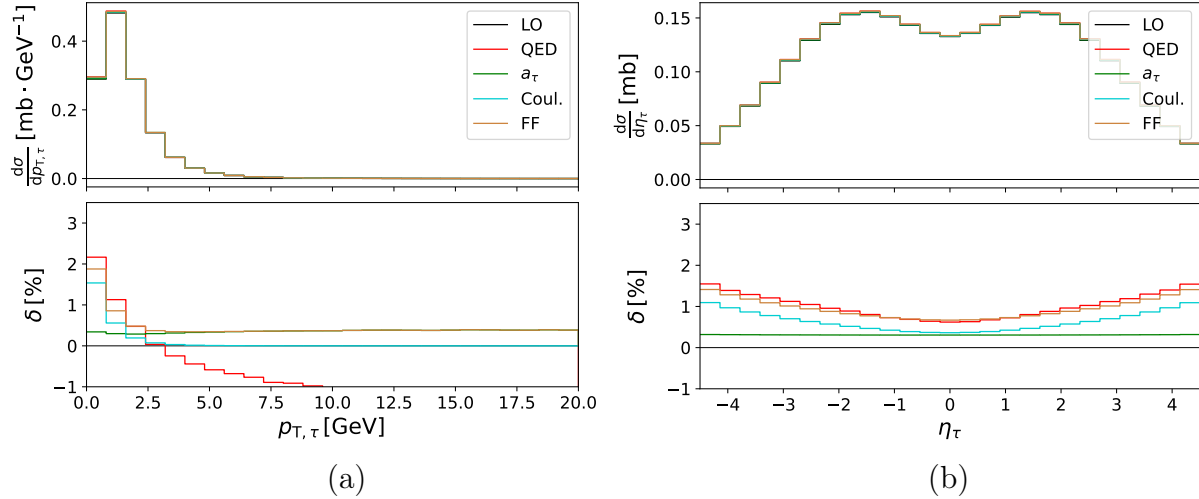 dσ/dp_T,τ [mb · GeV⁻¹]
0.4
0.2
0.0
LO
QED
a_τ
Coul.
FF
δ [%]
3
2
1
0
−1
0.0 2.5 5.0 7.5 10.0 12.5 15.0 17.5 20.0
p_T, τ [GeV]
(a)
dσ/dη_τ [mb]
0.15
0.10
0.05
0.00
LO
QED
a_τ
Coul.
FF
δ [%]
3
2
1
0
−1
−4 −3 −2 −1 0 1 2 3 4
η_τ
(b)